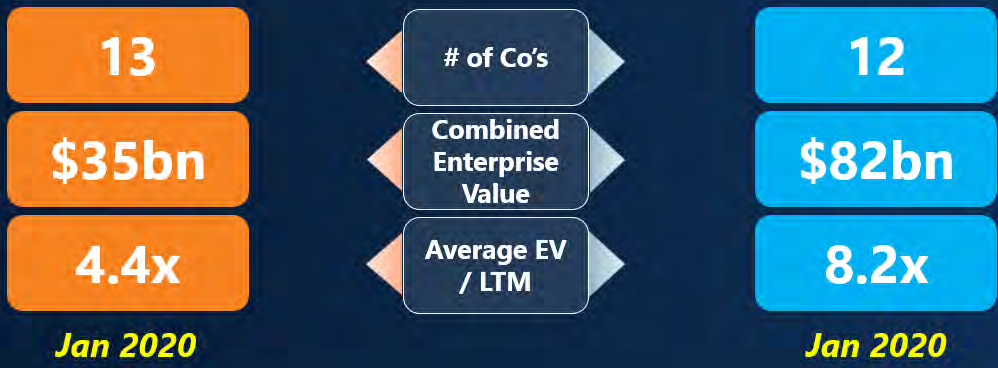 13
# of Co’s
12
$35bn
Combined
Enterprise
Value
$82bn
4.4x
Average EV
/ LTM
8.2x
Jan 2020
Jan 2020